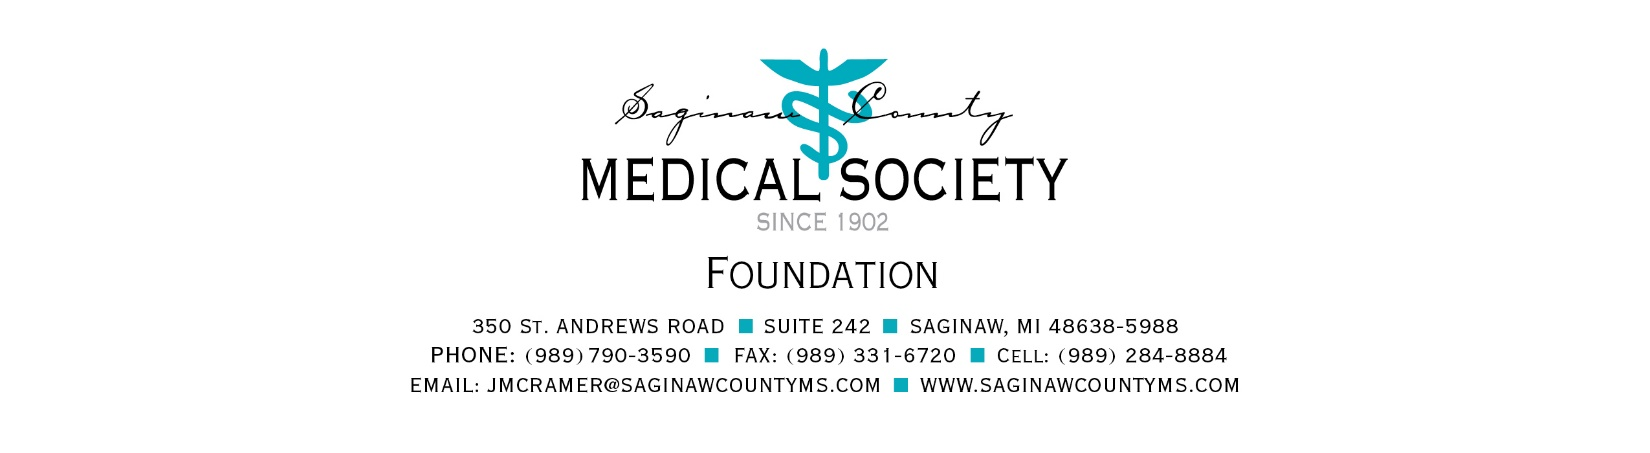 Saginaw County
MEDICAL SOCIETY
SINCE 1902
FOUNDATION
350 ST. ANDREWS ROAD ■ SUITE 242 ■ SAGINAW, MI 48638-5988
PHONE: (989) 790-3590 ■ FAX: (989) 331-6720 ■ CELL: (989) 284-8884
EMAIL: JMCRAMER@SAGINAWCOUNTYMS.COM ■ WWW.SAGINAWCOUNTYMS.COM